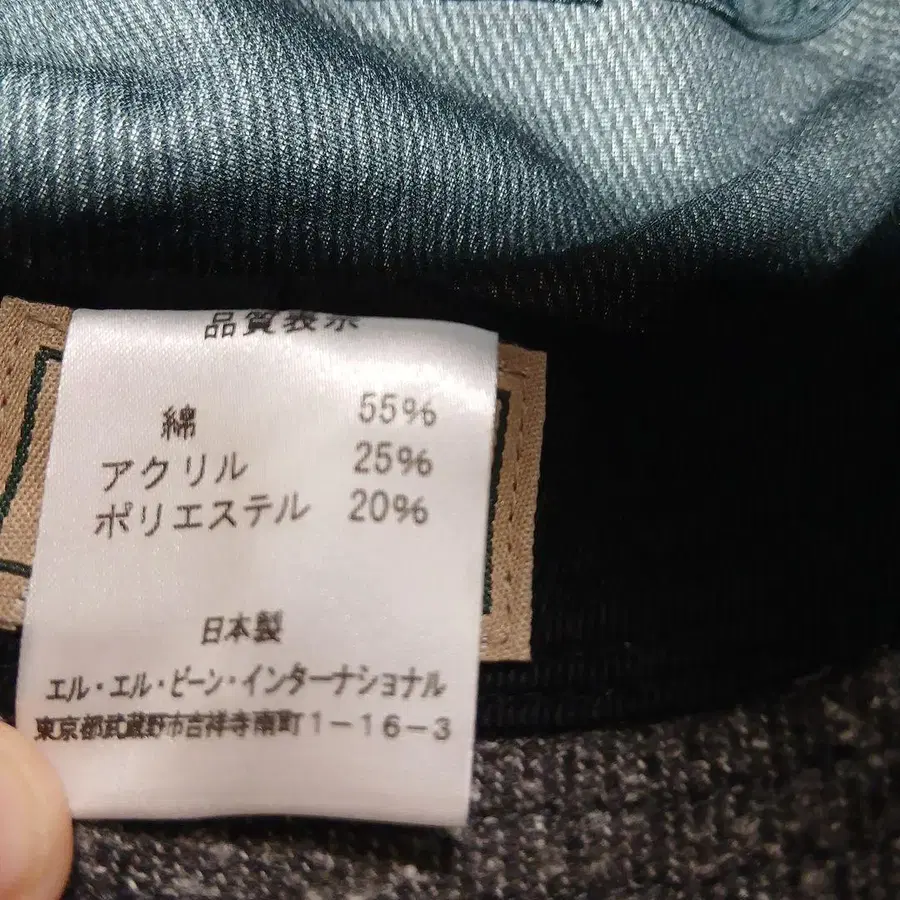 品質表示
綿 55%
アクリル 25%
ポリエステル 20%
日本製
エル・エル・ビーン・インターナショナル
東京都武蔵野市吉祥寺南町1-16-3